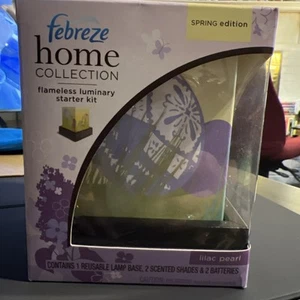 febreze
SPRING edition
home
COLLECTION
flameless luminary
starter kit
lilac pearl
CONTAINS 1 REUSABLE LAMP BASE, 2 SCENTED SHADES & 2 BATTERIES